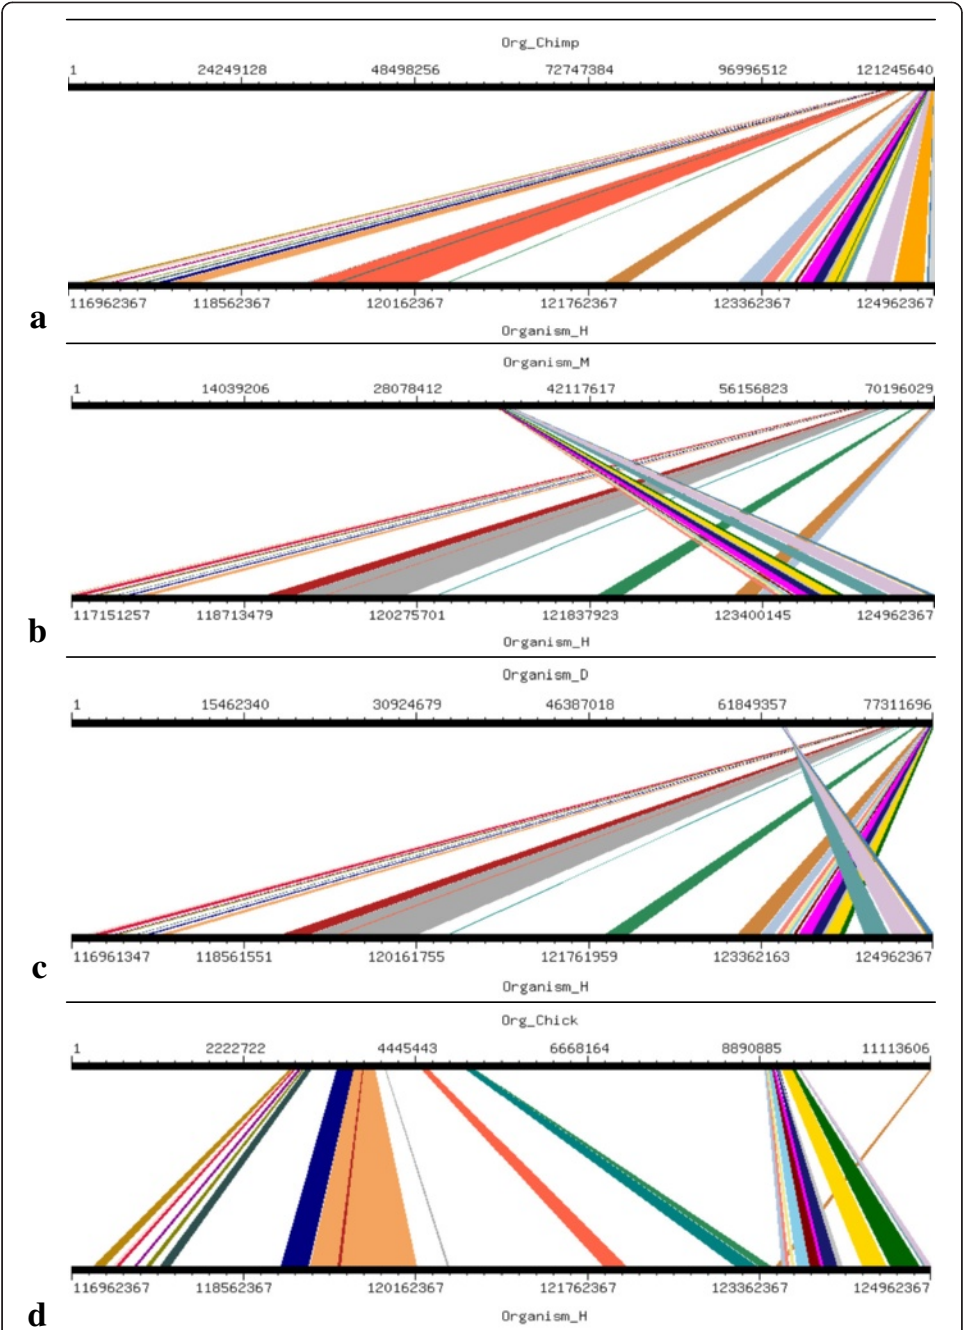 Org_Chimp
1 24249128 48498256 72747384 96996512 121245640
116962367 118562367 120162367 121762367 123362367 124962367
a
Organism_H
Organism_M
1 14039206 28078412 42117617 56156823 70196029
117151257 118713479 120275701 121837923 123400145 124962367
b
Organism_H
Organism_D
1 15462340 30924679 46387018 61849357 77311696
116961347 118561551 120161755 121761959 123362163 124962367
c
Organism_H
Org_Chick
1 2222722 4445443 6668164 8890885 11113606
116962367 118562367 120162367 121762367 123362367 124962367
d
Organism_H